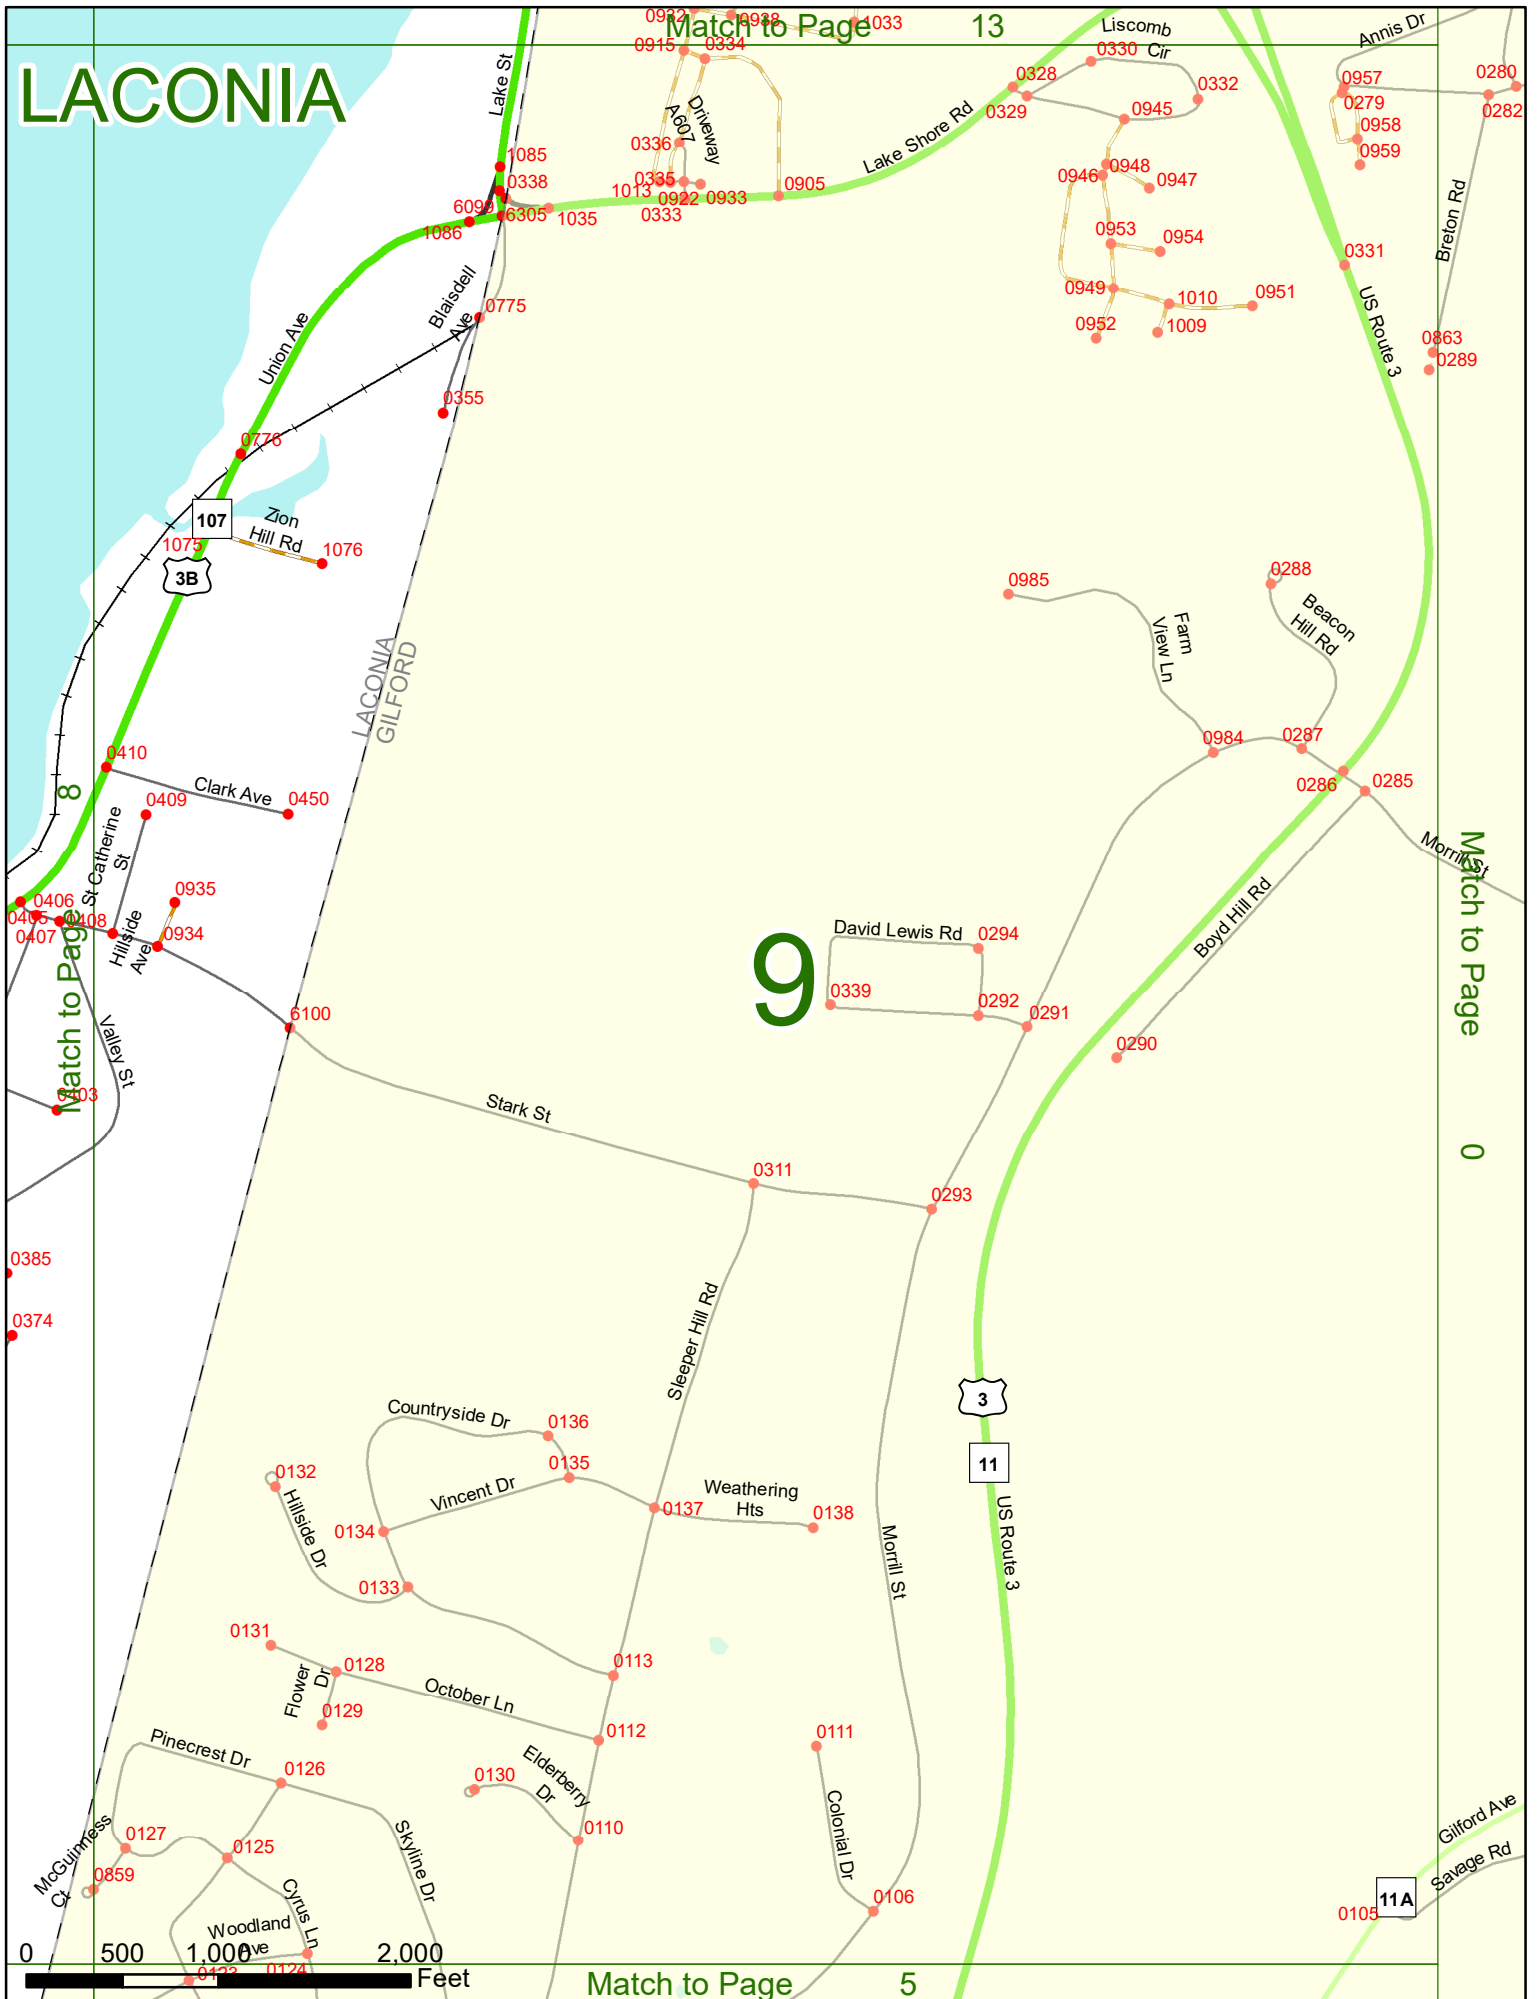 0932
0938
1033
Match to Page 13
LACONIA
Lake St
0915
0334
A607
Driveway
0336
0335
1013
0922
0933
0333
0905
1085
0338
6099
6305
1086
1035
Lake Shore Rd
Liscomb
Cir
0330
0328
0329
0332
0945
0948
0946
0947
0953
0954
0949
1010
0951
0952
1009
Annis Dr
0957
0279
0958
0959
0280
0282
Breton Rd
0331
US Route 3
0863
0289
Union Ave
Blaisdell
Ave
0775
0355
0776
107
Zion
Hill Rd
1075
1076
3B
LACONIA
GILFORD
0985
Farm
View Ln
0288
Beacon
Hill Rd
0984
0287
0286
0285
Morrill St
Boyd Hill Rd
0410
Clark Ave
0450
0409
St Catherine
St
0406
0405
0407
0408
0935
0934
Hillside
Ave
Match to Page 8
Valley St
0403
6100
9
David Lewis Rd
0294
0339
0292
0291
0290
Match to Page 0
Stark St
0311
0293
0385
0374
Sleeper Hill Rd
3
11
US Route 3
Countryside Dr
0136
0135
Vincent Dr
0132
Hillside Dr
0134
0133
0137
Weathering
Hts
0138
Morrill St
0131
0128
Flower
Dr
0129
October Ln
0113
0112
0111
Colonial Dr
Pinecrest Dr
0126
0130
Elderberry
Dr
0110
0127
0125
McGuinness
Ct
0859
Skyline Dr
Cyrus Ln
Woodland
Ave
0123
0124
0106
Gilford Ave
Savage Rd
11A
0105
0 500 1,000 2,000
Feet
Match to Page 5